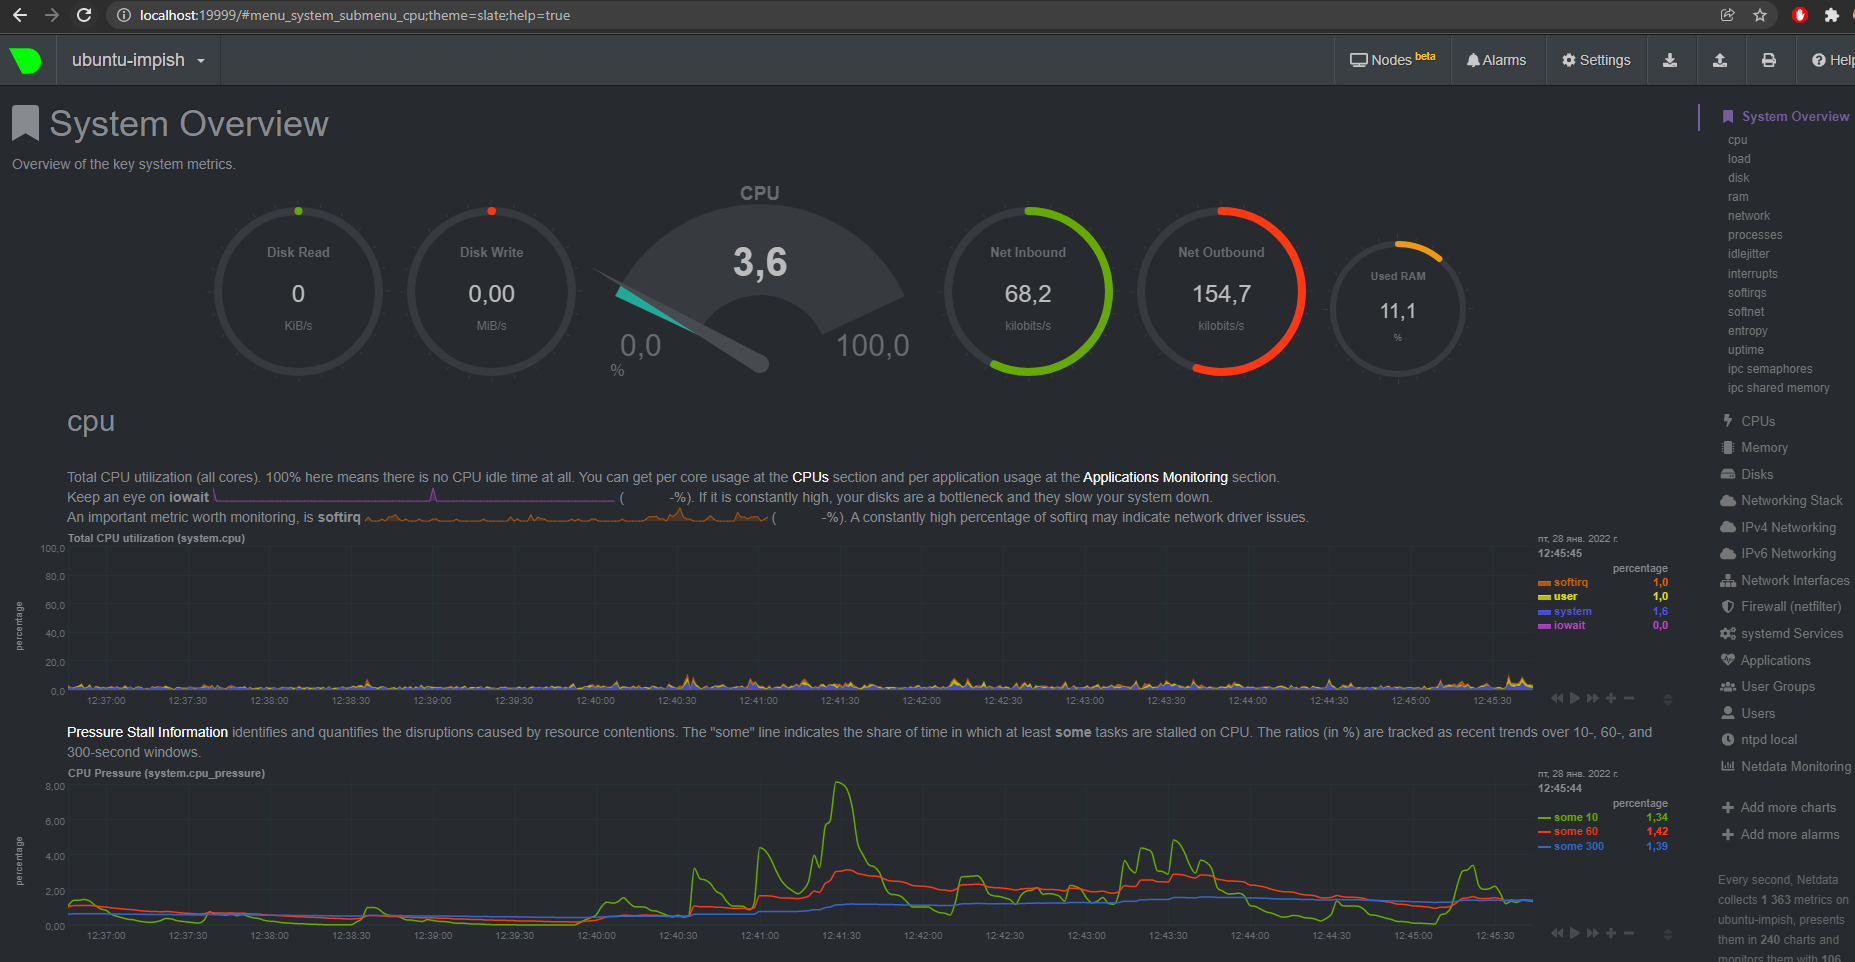 localhost:19999/#menu_system_submenu_cpu;theme=slate;help=true
ubuntu-impish
Nodes beta
Alarms
Settings
Help
System Overview
Overview of the key system metrics.
Disk Read
0
KiB/s
Disk Write
0,00
MiB/s
CPU
3,6
0,0
100,0
%
Net Inbound
68,2
kilobits/s
Net Outbound
154,7
kilobits/s
Used RAM
11,1
%
cpu
Total CPU utilization (all cores). 100% here means there is no CPU idle time at all. You can get per core usage at the CPUs section and per application usage at the Applications Monitoring section.
Keep an eye on iowait ( -%). If it is constantly high, your disks are a bottleneck and they slow your system down.
An important metric worth monitoring, is softirq ( -%). A constantly high percentage of softirq may indicate network driver issues.
Total CPU utilization (system.cpu)
100,0
80,0
60,0
40,0
20,0
0,0
percentage
12:37:00 12:37:30 12:38:00 12:38:30 12:39:00 12:39:30 12:40:00 12:40:30 12:41:00 12:41:30 12:42:00 12:42:30 12:43:00 12:43:30 12:44:00 12:44:30 12:45:00 12:45:30
пт, 28 янв. 2022 г.
12:45:45
percentage
softirq 1,0
user 1,0
system 1,6
iowait 0,0
Pressure Stall Information identifies and quantifies the disruptions caused by resource contentions. The "some" line indicates the share of time in which at least some tasks are stalled on CPU. The ratios (in %) are tracked as recent trends over 10-, 60-, and
300-second windows.
CPU Pressure (system.cpu_pressure)
8,00
6,00
4,00
2,00
0,00
percentage
12:37:00 12:37:30 12:38:00 12:38:30 12:39:00 12:39:30 12:40:00 12:40:30 12:41:00 12:41:30 12:42:00 12:42:30 12:43:00 12:43:30 12:44:00 12:44:30 12:45:00 12:45:30
пт, 28 янв. 2022 г.
12:45:44
percentage
some 10 1,34
some 60 1,42
some 300 1,39
System Overview
cpu
load
disk
ram
network
processes
idlejitter
interrupts
softirqs
softnet
entropy
uptime
ipc semaphores
ipc shared memory
CPUs
Memory
Disks
Networking Stack
IPv4 Networking
IPv6 Networking
Network Interfaces
Firewall (netfilter)
systemd Services
Applications
User Groups
Users
ntpd local
Netdata Monitoring
Add more charts
Add more alarms
Every second, Netdata
collects 1 363 metrics on
ubuntu-impish, presents
them in 240 charts and
monitors them with 106